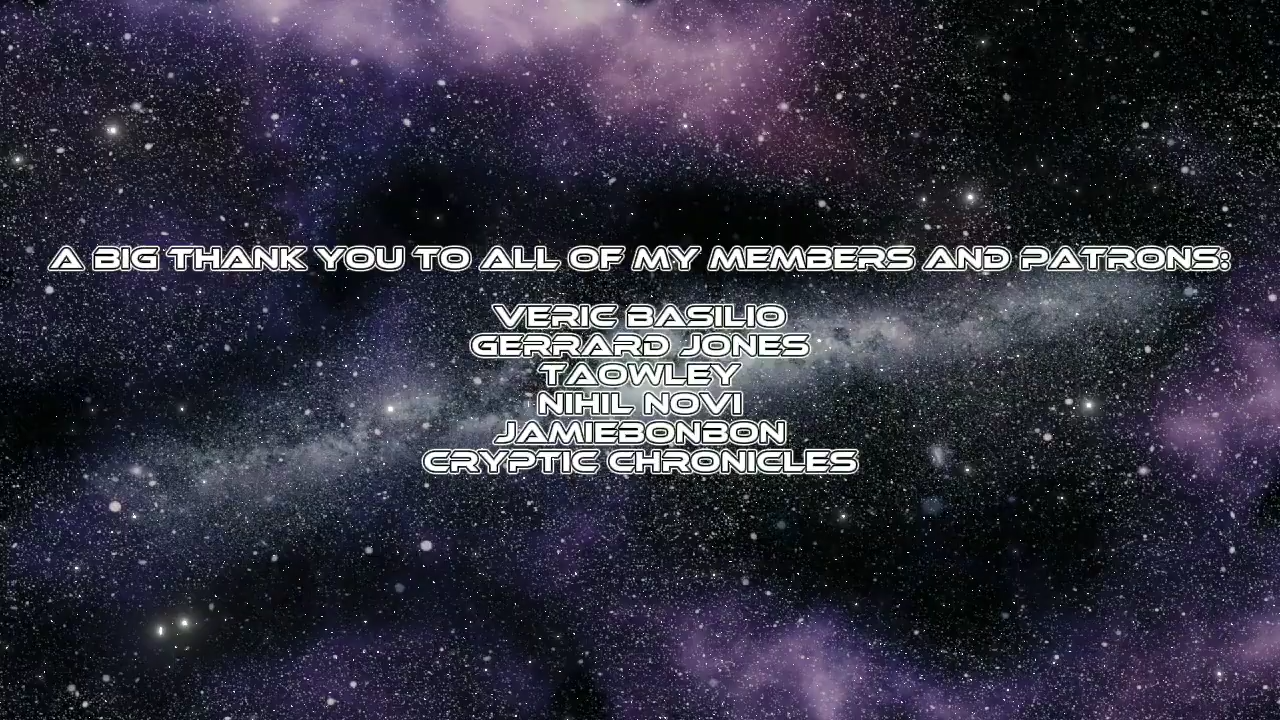 A BIG THANK YOU TO ALL OF MY MEMBERS AND PATRONS:
VERIC BASILIO
GERRARD JONES
TAOWLEY
NIHIL NOVI
JAMIEBONBON
CRYPTIC CHRONICLES